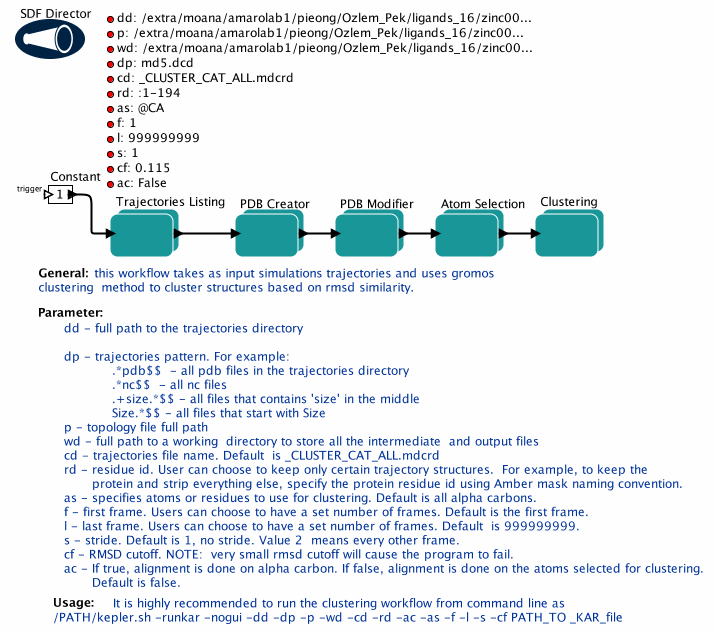 SDF Director
dd: /extra/moana/amarolab1/pieong/Ozlem_Pek/ligands_16/zinc00...
p: /extra/moana/amarolab1/pieong/Ozlem_Pek/ligands_16/zinc00...
wd: /extra/moana/amarolab1/pieong/Ozlem_Pek/ligands_16/zinc00...
dp: md5.dcd
cd: _CLUSTER_CAT_ALL.mdcrd
rd: :1-194
as: @CA
f: 1
l: 999999999
s: 1
cf: 0.115
ac: False
Constant
trigger
1
Trajectories Listing
PDB Creator
PDB Modifier
Atom Selection
Clustering
General: this workflow takes as input simulations trajectories and uses gromos
clustering method to cluster structures based on rmsd similarity.
Parameter:
dd - full path to the trajectories directory
dp - trajectories pattern. For example:
.*pdb$$ - all pdb files in the trajectories directory
.*nc$$ - all nc files
.+size.*$$ - all files that contains 'size' in the middle
Size.*$$ - all files that start with Size
p - topology file full path
wd - full path to a working directory to store all the intermediate and output files
cd - trajectories file name. Default is _CLUSTER_CAT_ALL.mdcrd
rd - residue id. User can choose to keep only certain trajectory structures. For example, to keep the
protein and strip everything else, specify the protein residue id using Amber mask naming convention.
as - specifies atoms or residues to use for clustering. Default is all alpha carbons.
f - first frame. Users can choose to have a set number of frames. Default is the first frame.
l - last frame. Users can choose to have a set number of frames. Default is 999999999.
s - stride. Default is 1, no stride. Value 2 means every other frame.
cf - RMSD cutoff. NOTE: very small rmsd cutoff will cause the program to fail.
ac - If true, alignment is done on alpha carbon. If false, alignment is done on the atoms selected for clustering.
Default is false.
Usage: It is highly recommended to run the clustering workflow from command line as
/PATH/kepler.sh -runkar -nogui -dd -dp -p -wd -cd -rd -ac -as -f -l -s -cf PATH_TO _KAR_file